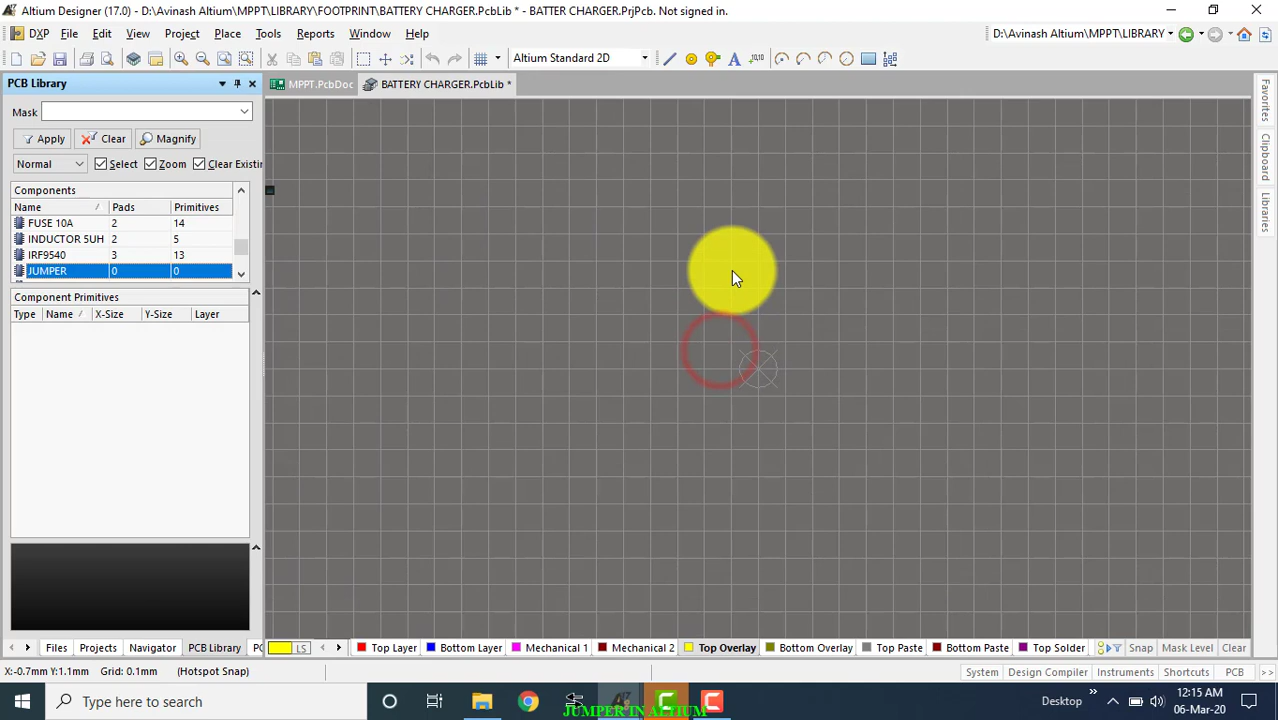 Altium Designer (17.0) - D:\Avinash Altium\MPPT\LIBRARY\FOOTPRINT\BATTERY CHARGER.PcbLib * - BATTER CHARGER.PrjPcb. Not signed in.
DXP File Edit View Project Place Tools Reports Window Help D:\Avinash Altium\MPPT\LIBRARY
Altium Standard 2D
PCB Library MPPT.PcbDoc BATTERY CHARGER.PcbLib *
Mask
Apply Clear Magnify
Normal Select Zoom Clear Existin
Components
Name Pads Primitives
FUSE 10A 2 14
INDUCTOR 5UH 2 5
IRF9540 3 13
JUMPER 0 0
Component Primitives
Type Name X-Size Y-Size Layer
Favorites
Clipboard
Libraries
Files Projects Navigator PCB Library PC LS Top Layer Bottom Layer Mechanical 1 Mechanical 2 Top Overlay Bottom Overlay Top Paste Bottom Paste Top Solder Snap Mask Level Clear
X:-0.7mm Y:1.1mm Grid: 0.1mm (Hotspot Snap) System Design Compiler Instruments Shortcuts PCB >>
Type here to search Desktop 12:15 AM
06-Mar-20
JUMPER IN ALTIUM